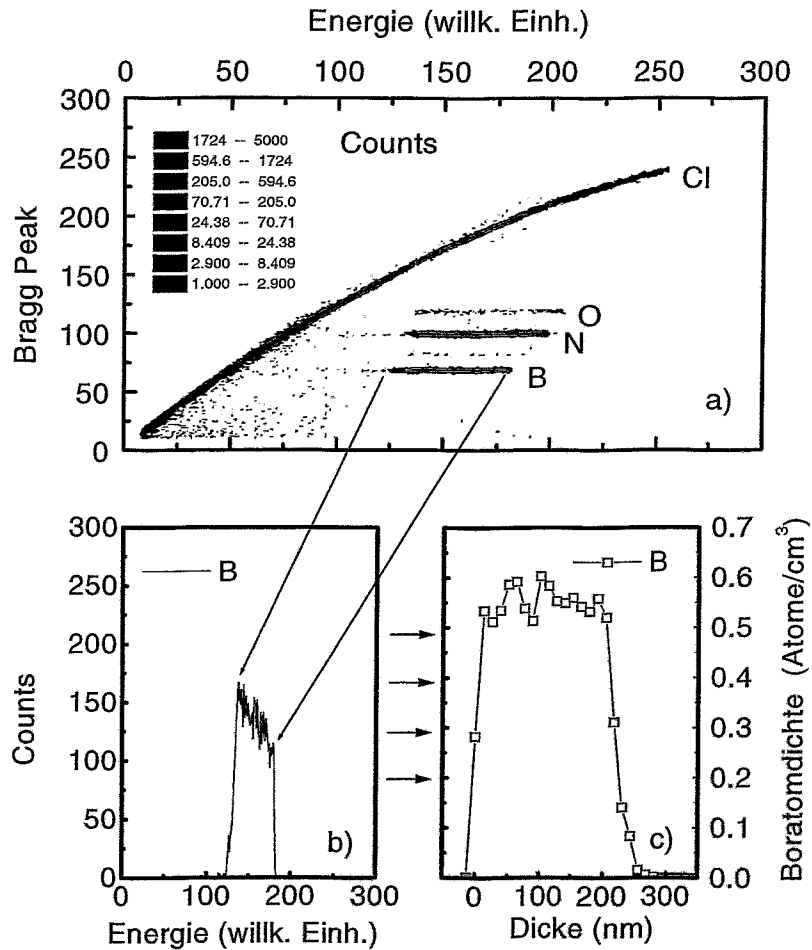 Energie (willk. Einh.)
0 50 100 150 200 250 300
300
250
200
150
100
50
0
Bragg Peak
Counts
1724 -- 5000
594.6 -- 1724
205.0 -- 594.6
70.71 -- 205.0
24.38 -- 70.71
8.409 -- 24.38
2.900 -- 8.409
1.000 -- 2.900
Cl
O
N
B
a)
300
250
200
150
100
50
0
Counts
B
b)
0 100 200 300
Energie (willk. Einh.)
B
c)
0.7
0.6
0.5
0.4
0.3
0.2
0.1
0.0
Boratomdichte (Atome/cm³)
0 100 200 300
Dicke (nm)